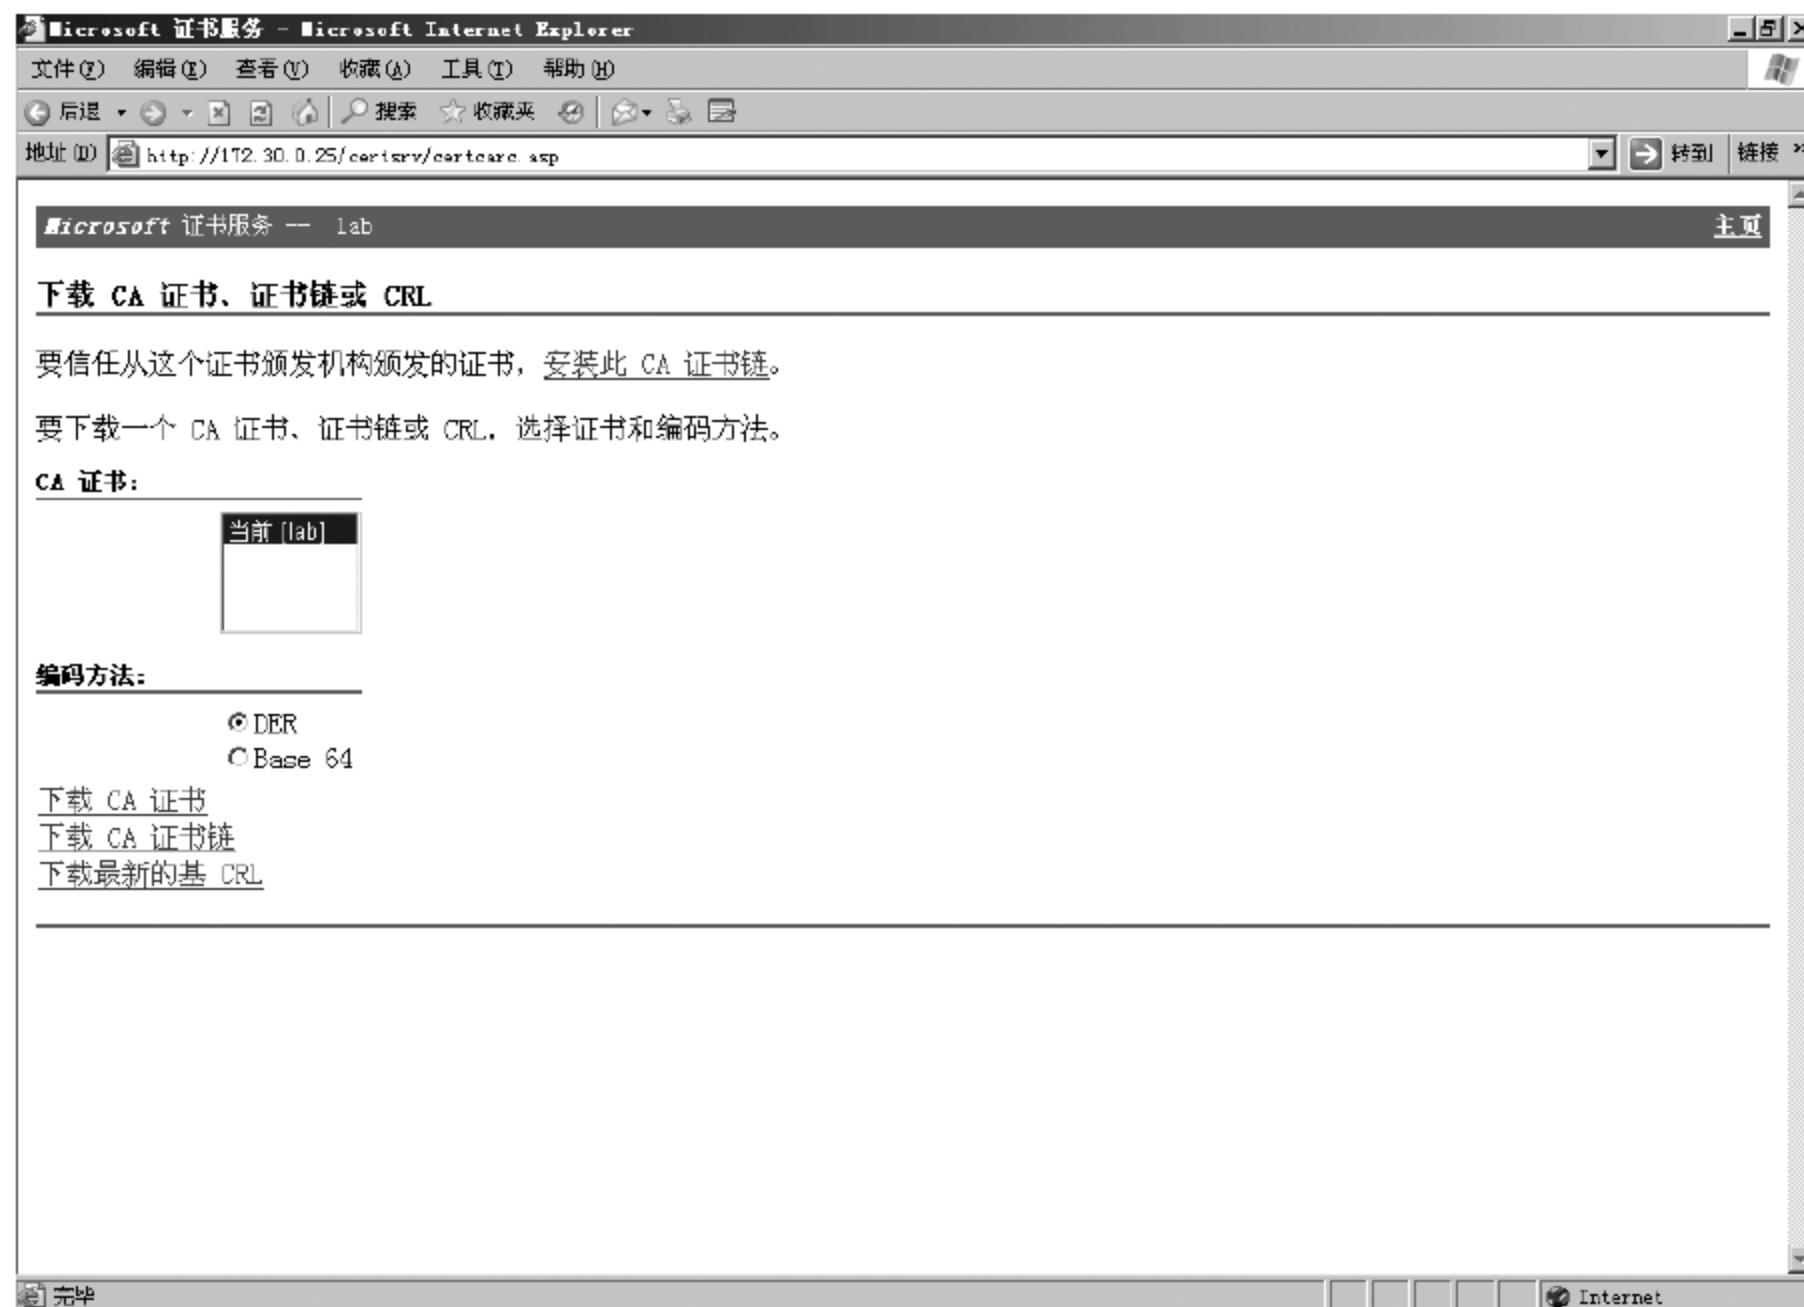 Microsoft 证书服务 - Microsoft Internet Explorer
文件(F) 编辑(E) 查看(V) 收藏(A) 工具(T) 帮助(H)
后退 搜索 收藏夹
地址(D) http://172.30.0.25/certsrv/certcarc.asp 转到 链接 »
Microsoft 证书服务 -- lab 主页
下载 CA 证书、证书链或 CRL
要信任从这个证书颁发机构颁发的证书，安装此 CA 证书链。
要下载一个 CA 证书、证书链或 CRL，选择证书和编码方法。
CA 证书:
当前 [lab]
编码方法:
DER
Base 64
下载 CA 证书
下载 CA 证书链
下载最新的基 CRL
完毕 Internet